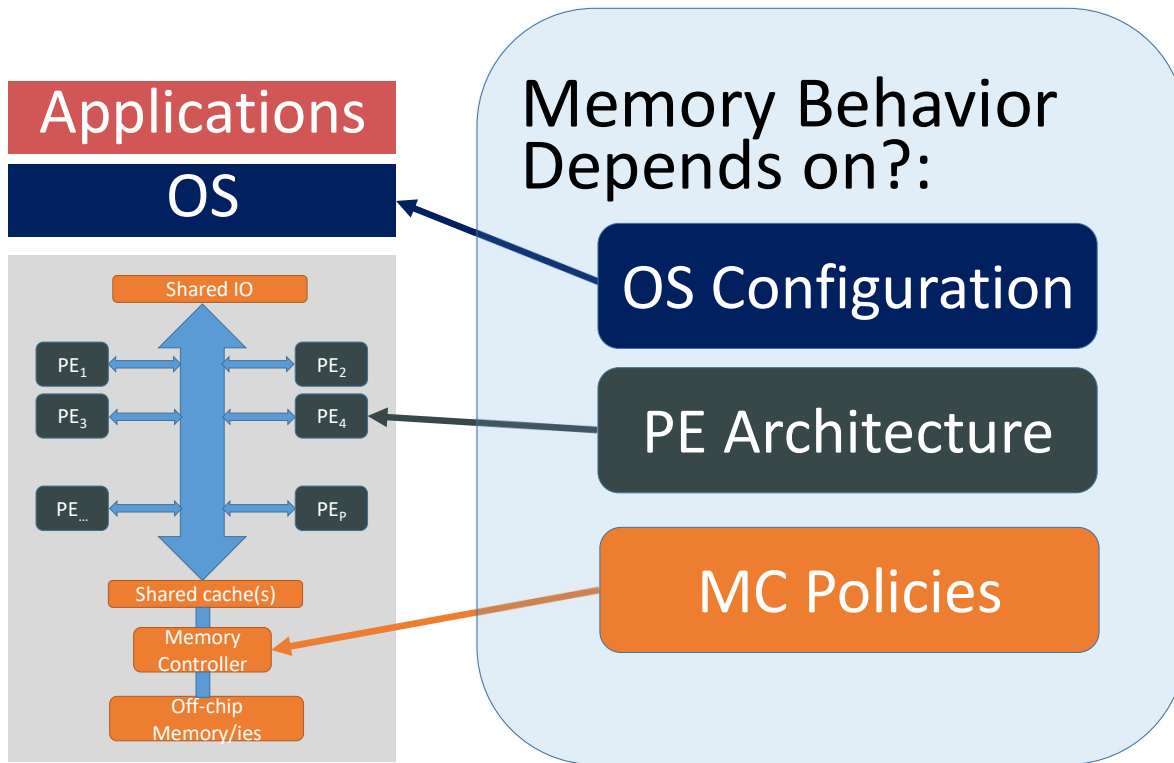 Applications
OS
Shared IO
PE₁
PE₂
PE₃
PE₄
PE...
PEₚ
Shared cache(s)
Memory
Controller
Off-chip
Memory/ies
Memory Behavior
Depends on?:
OS Configuration
PE Architecture
MC Policies